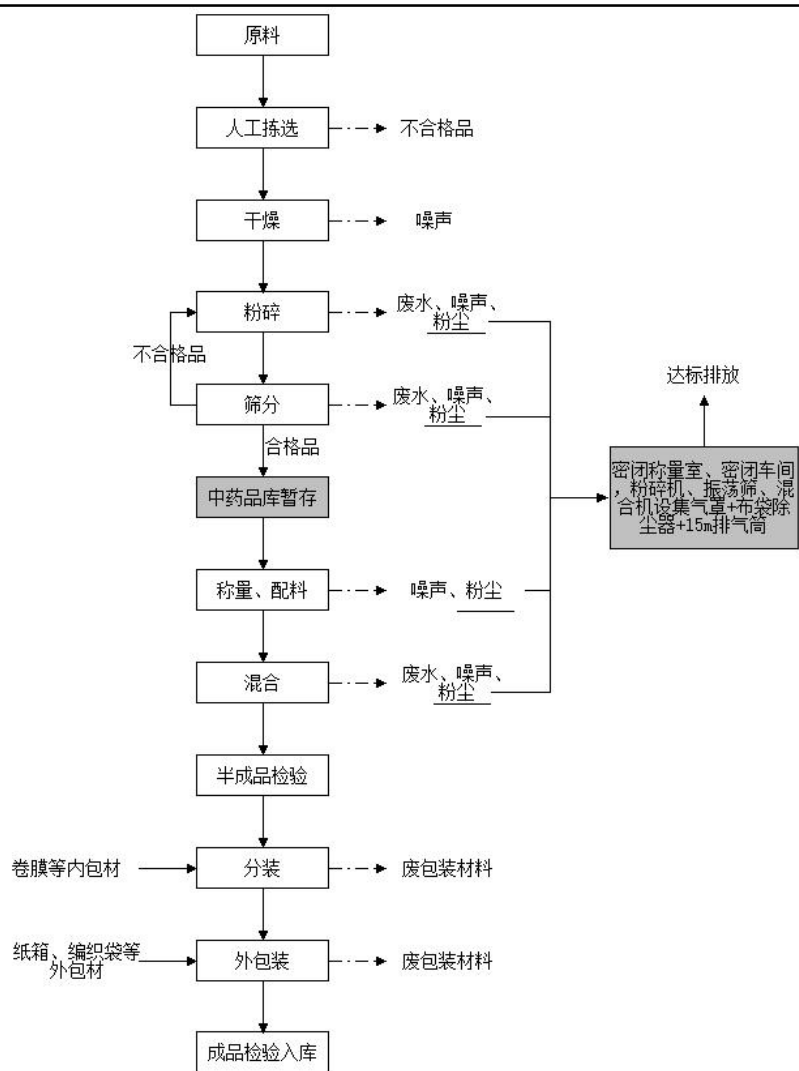 原料
人工拣选
不合格品
干燥
噪声
粉碎
废水、噪声、
粉尘
不合格品
筛分
废水、噪声、
粉尘
达标排放
合格品
密闭称量室、密闭车间
，粉碎机、振荡筛、混
合机设集气罩+布袋除
尘器+15m排气筒
中药品库暂存
称量、配料
噪声、粉尘
混合
废水、噪声、
粉尘
半成品检验
卷膜等内包材
分装
废包装材料
纸箱、编织袋等
外包材
外包装
废包装材料
成品检验入库